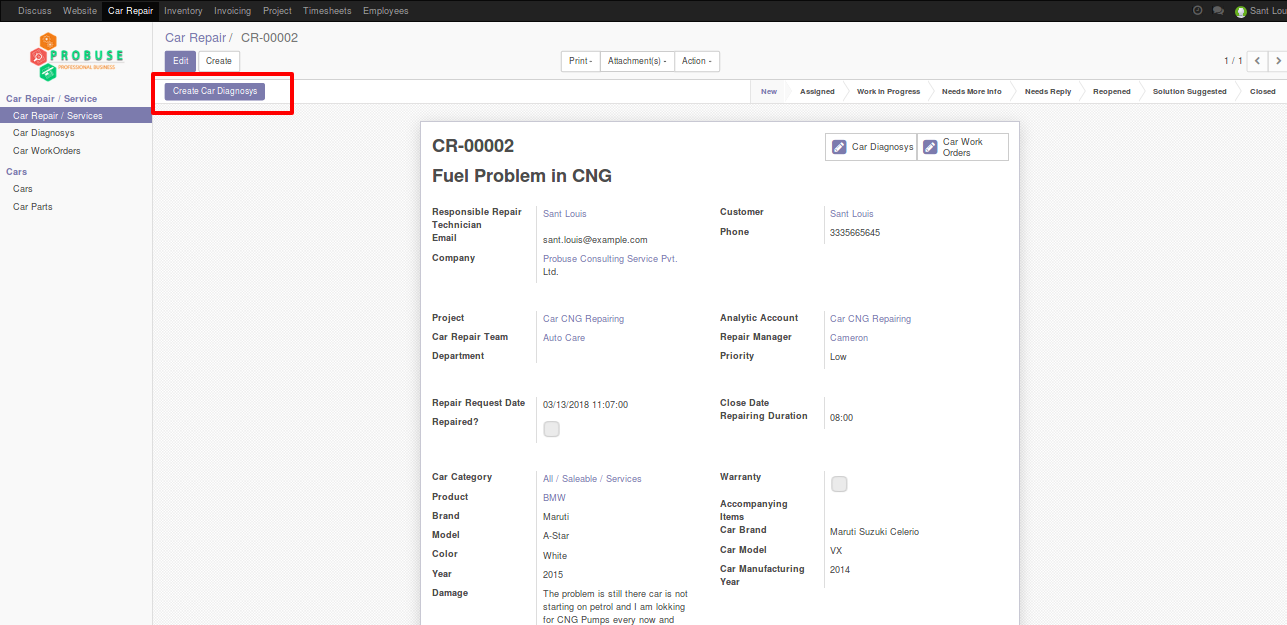 Discuss Website Car Repair Inventory Invoicing Project Timesheets Employees Sant Lou
PROBUSE
PROFESSIONAL BUSINESS
Car Repair / CR-00002
Edit Create Print Attachment(s) Action 1 / 1
Create Car Diagnosys New Assigned Work In Progress Needs More Info Needs Reply Reopened Solution Suggested Closed
Car Repair / Service
Car Repair / Services
Car Diagnosys
Car WorkOrders
Cars
Cars
Car Parts
CR-00002
Car Diagnosys
Car Work
Orders
Fuel Problem in CNG
Responsible Repair
Technician
Sant Louis
Email sant.louis@example.com
Company Probuse Consulting Service Pvt.
Ltd.
Customer Sant Louis
Phone 3335665645
Project Car CNG Repairing
Car Repair Team Auto Care
Department
Analytic Account Car CNG Repairing
Repair Manager Cameron
Priority Low
Repair Request Date 03/13/2018 11:07:00
Repaired?
Close Date
Repairing Duration 08:00
Car Category All / Saleable / Services
Product BMW
Brand Maruti
Model A-Star
Color White
Year 2015
Damage The problem is still there car is not
starting on petrol and I am lokking
for CNG Pumps every now and
Warranty
Accompanying
Items
Car Brand Maruti Suzuki Celerio
Car Model VX
Car Manufacturing
Year
2014